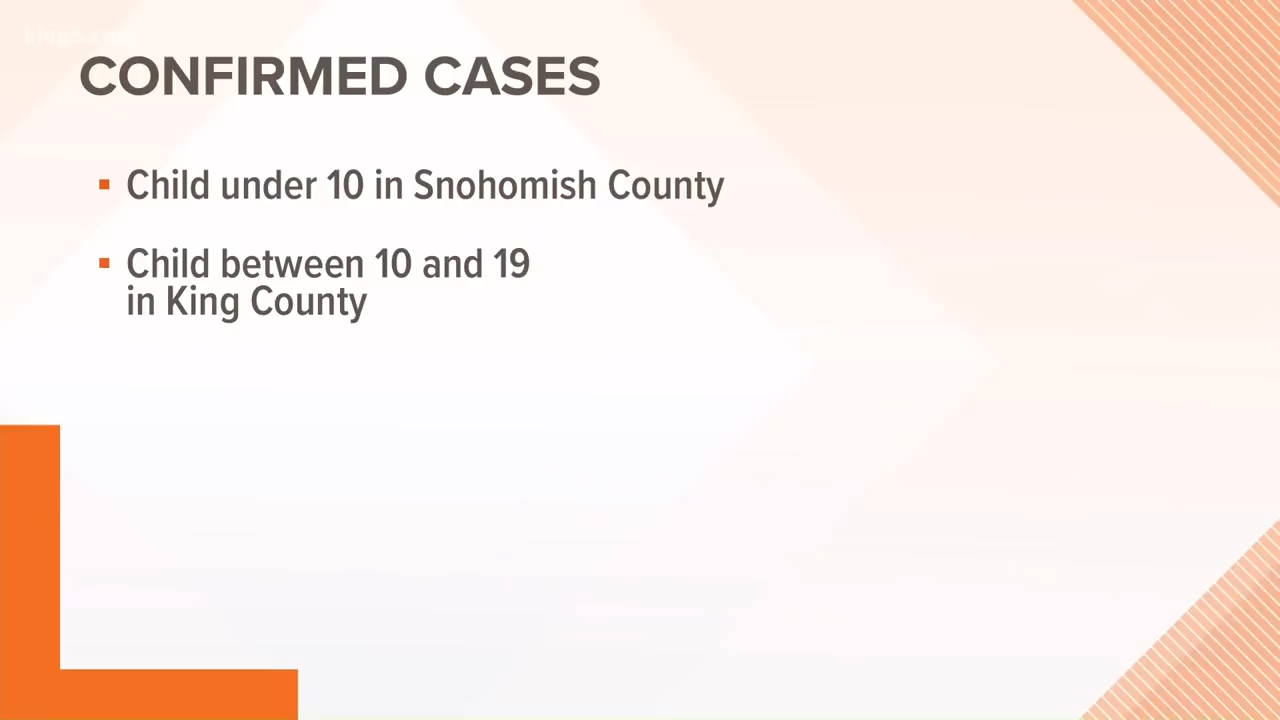 CONFIRMED CASES
Child under 10 in Snohomish County
Child between 10 and 19
in King County